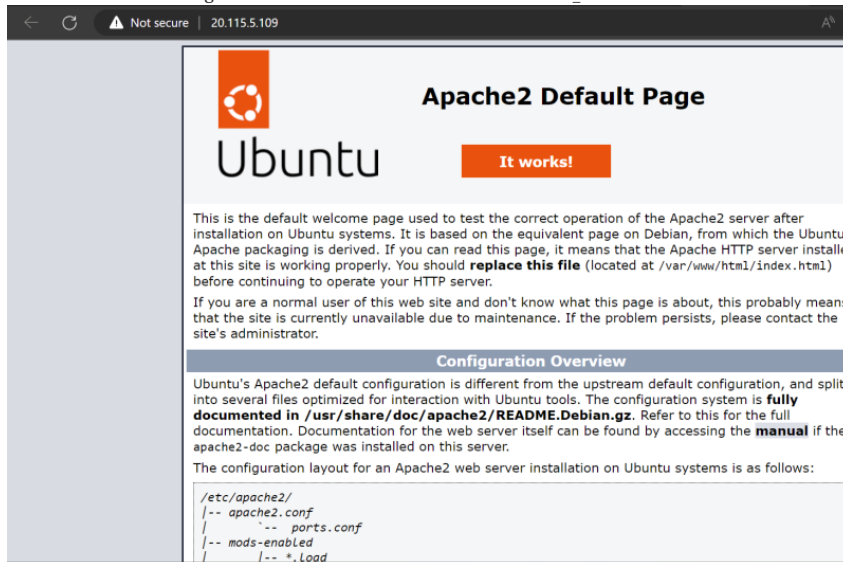 Not secure | 20.115.5.109
Apache2 Default Page
Ubuntu
It works!
This is the default welcome page used to test the correct operation of the Apache2 server after
installation on Ubuntu systems. It is based on the equivalent page on Debian, from which the Ubuntu
Apache packaging is derived. If you can read this page, it means that the Apache HTTP server installe
at this site is working properly. You should replace this file (located at /var/www/html/index.html)
before continuing to operate your HTTP server.
If you are a normal user of this web site and don't know what this page is about, this probably mean
that the site is currently unavailable due to maintenance. If the problem persists, please contact the
site's administrator.
Configuration Overview
Ubuntu's Apache2 default configuration is different from the upstream default configuration, and split
into several files optimized for interaction with Ubuntu tools. The configuration system is fully
documented in /usr/share/doc/apache2/README.Debian.gz. Refer to this for the full
documentation. Documentation for the web server itself can be found by accessing the manual if the
apache2-doc package was installed on this server.
The configuration layout for an Apache2 web server installation on Ubuntu systems is as follows:
/etc/apache2/
|-- apache2.conf
|       `--  ports.conf
|-- mods-enabled
|       |-- *.load